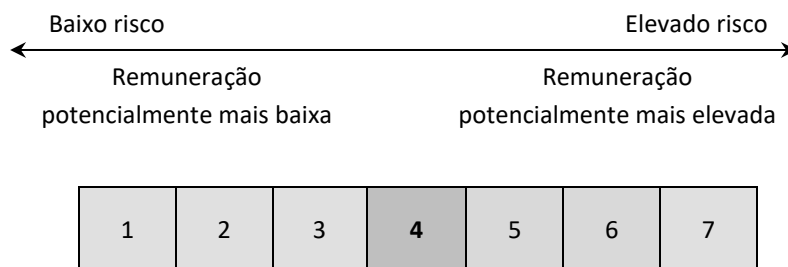 Baixo risco Elevado risco
Remuneração Remuneração
potencialmente mais baixa potencialmente mais elevada
1 2 3 4 5 6 7